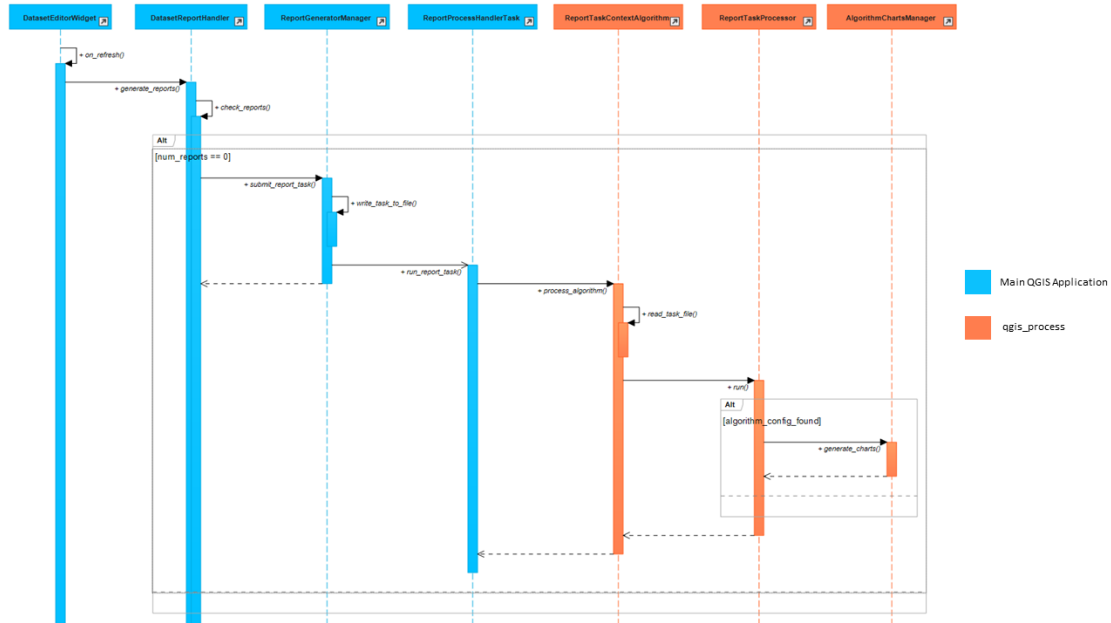 DatasetEditorWidget
DatasetReportHandler
ReportGeneratorManager
ReportProcessHandlerTask
ReportTaskContextAlgorithm
ReportTaskProcessor
AlgorithmChartsManager
+ on_refresh()
+ generate_reports()
+ check_reports()
Alt
[num_reports == 0]
+ submit_report_task()
+ write_task_to_file()
+ run_report_task()
+ process_algorithm()
+ read_task_file()
+ run()
Alt
[algorithm_config_found]
+ generate_charts()
Main QGIS Application
qgis_process